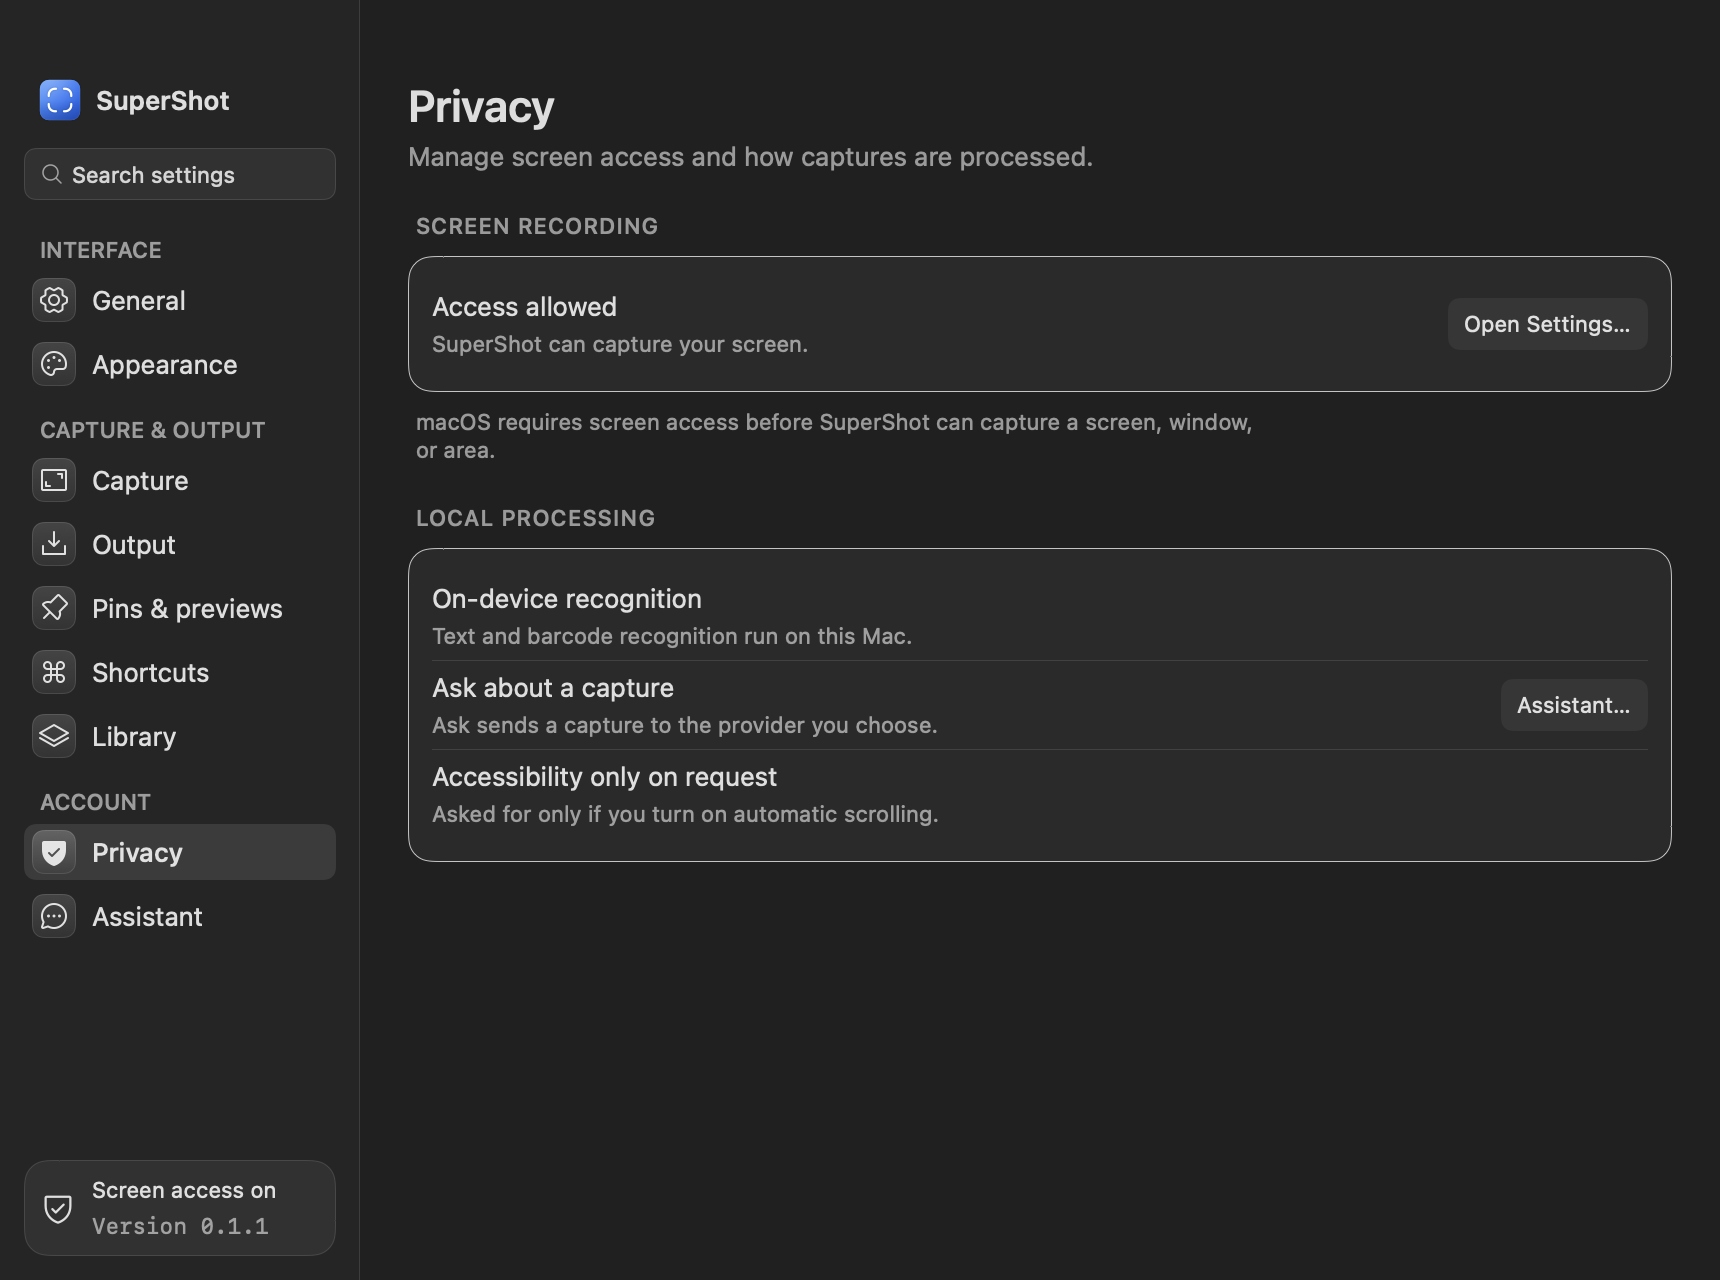 SuperShot
Search settings
INTERFACE
General
Appearance
CAPTURE & OUTPUT
Capture
Output
Pins & previews
Shortcuts
Library
ACCOUNT
Privacy
Assistant
Screen access on
Version 0.1.1
Privacy
Manage screen access and how captures are processed.
SCREEN RECORDING
Access allowed
SuperShot can capture your screen.
Open Settings...
macOS requires screen access before SuperShot can capture a screen, window,
or area.
LOCAL PROCESSING
On-device recognition
Text and barcode recognition run on this Mac.
Ask about a capture
Ask sends a capture to the provider you choose.
Assistant...
Accessibility only on request
Asked for only if you turn on automatic scrolling.